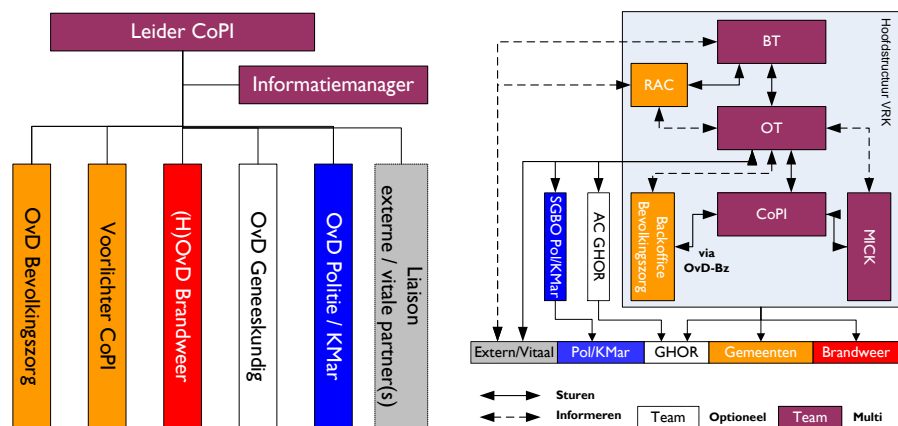 Leider CoPI
Informatiemanager
OvD Bevolkingszorg
Voorlichter CoPI
(H)OvD Brandweer
OvD Geneeskundig
OvD Politie / KMar
Liaison
externe / vitale partner(s)
Hoofdstructuur VRK
BT
RAC
OT
SGBO Pol/KMar
AC GHOR
Backoffice
Bevolkingszorg
CoPI
MICK
via
OvD-Bz
Extern/Vitaal
Pol/KMar
GHOR
Gemeenten
Brandweer
Sturen
Informeren
Team
Optioneel
Team
Multi